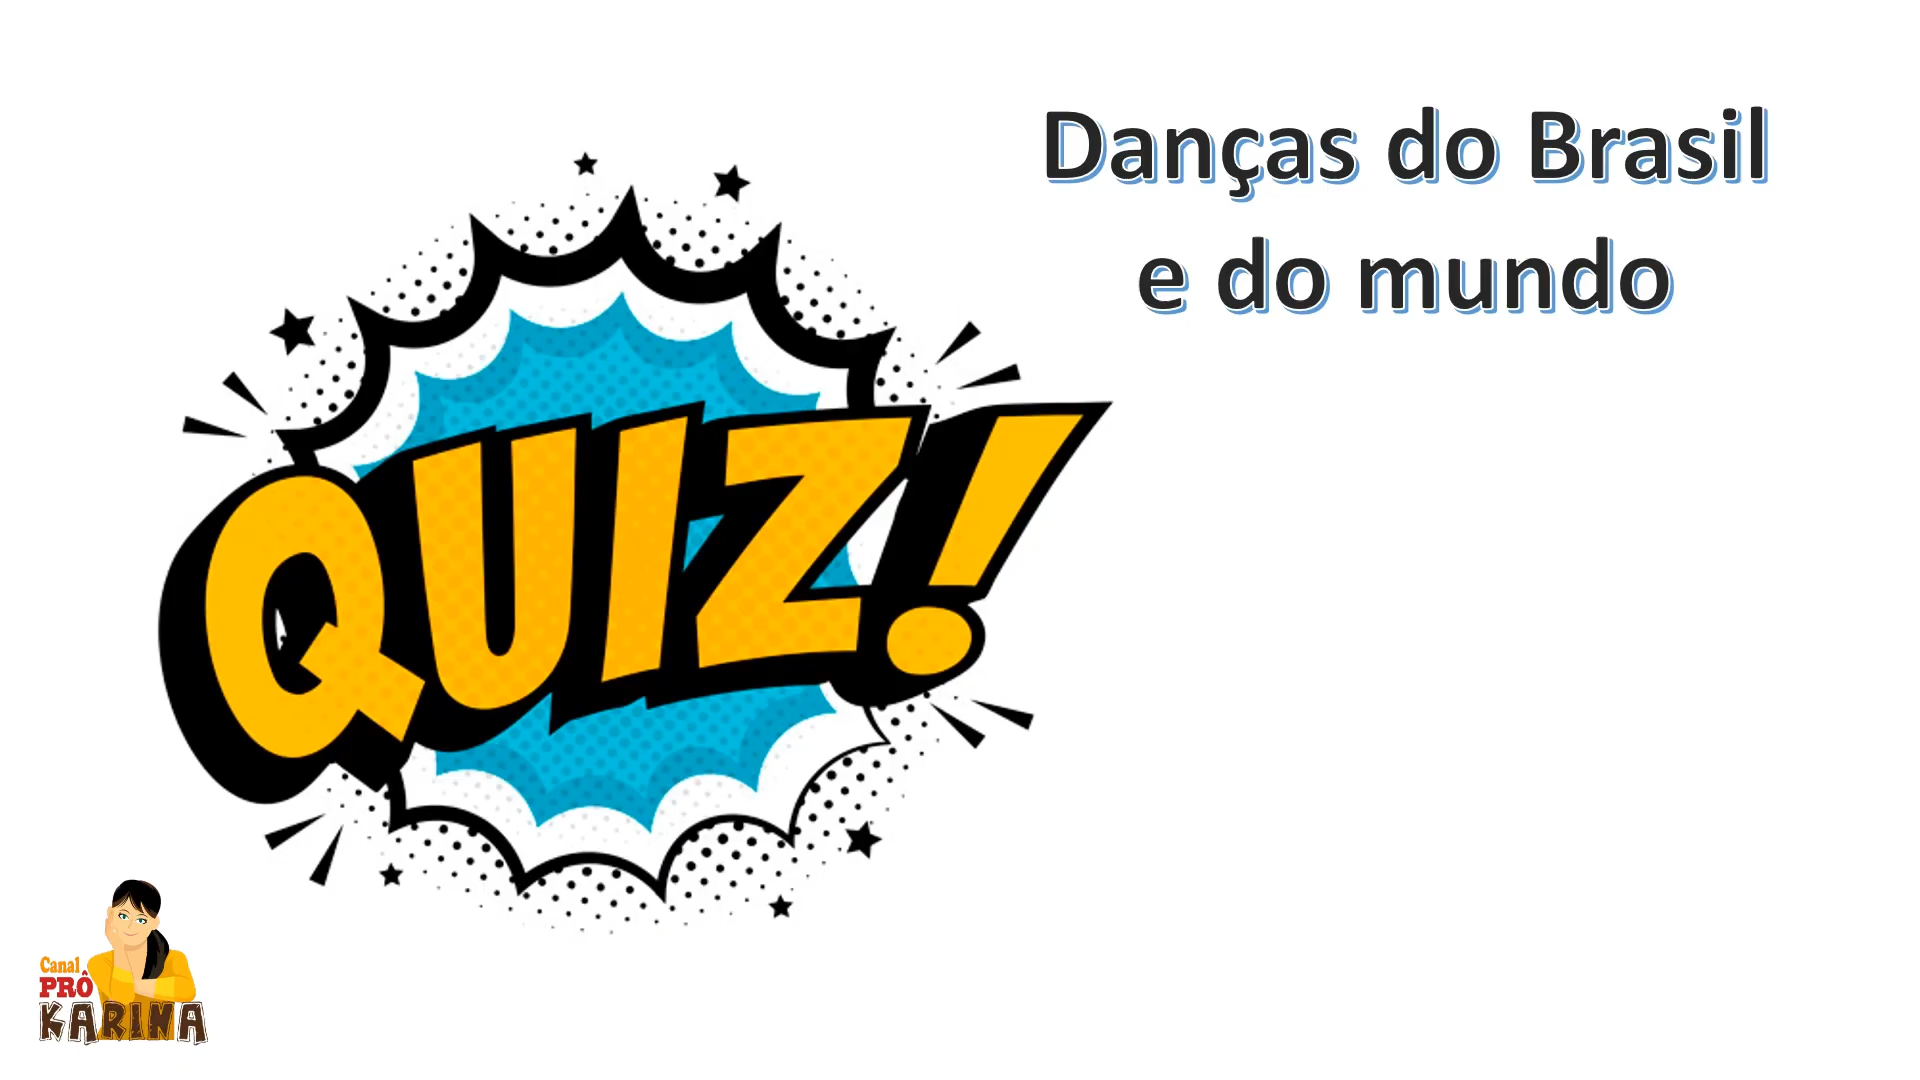 Danças do Brasil
e do mundo
QUIZ!
Canal
PRÔ
KARINA